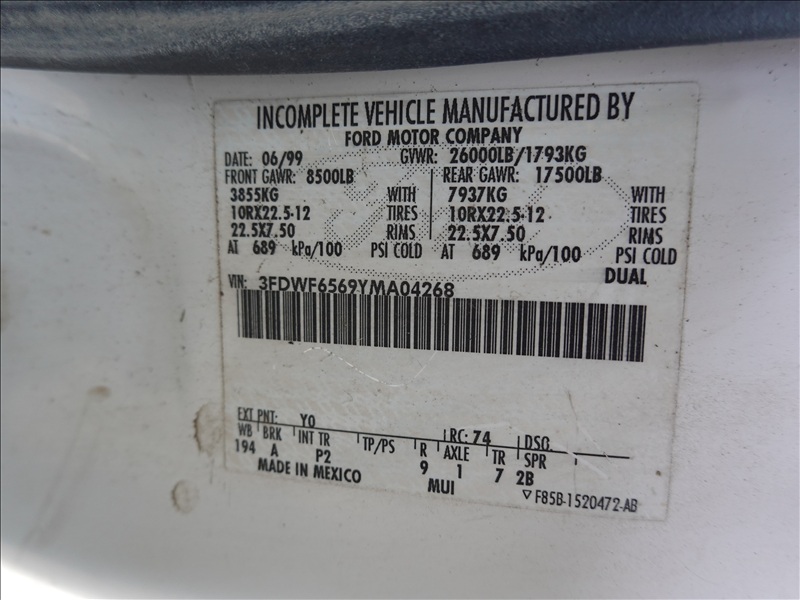 INCOMPLETE VEHICLE MANUFACTURED BY
FORD MOTOR COMPANY
DATE: 06/99 GVWR: 26000LB/1793KG
FRONT GAWR: 8500LB REAR GAWR: 17500LB
3855KG WITH 7937KG WITH
10RX22.5-12 TIRES 10RX22.5-12 TIRES
22.5X7.50 RIMS 22.5X7.50 RIMS
AT 689 kPa/100 PSI COLD AT 689 kPa/100 PSI COLD
DUAL
VIN: 3FDWF6569YMA04268
EXT PNT: YO RC: 74 DSO:
WB BRK INT TR TP/PS R AXLE TR SPR
194 A P2 9 1 7 2B
MADE IN MEXICO MUI F85B-1520472-AB